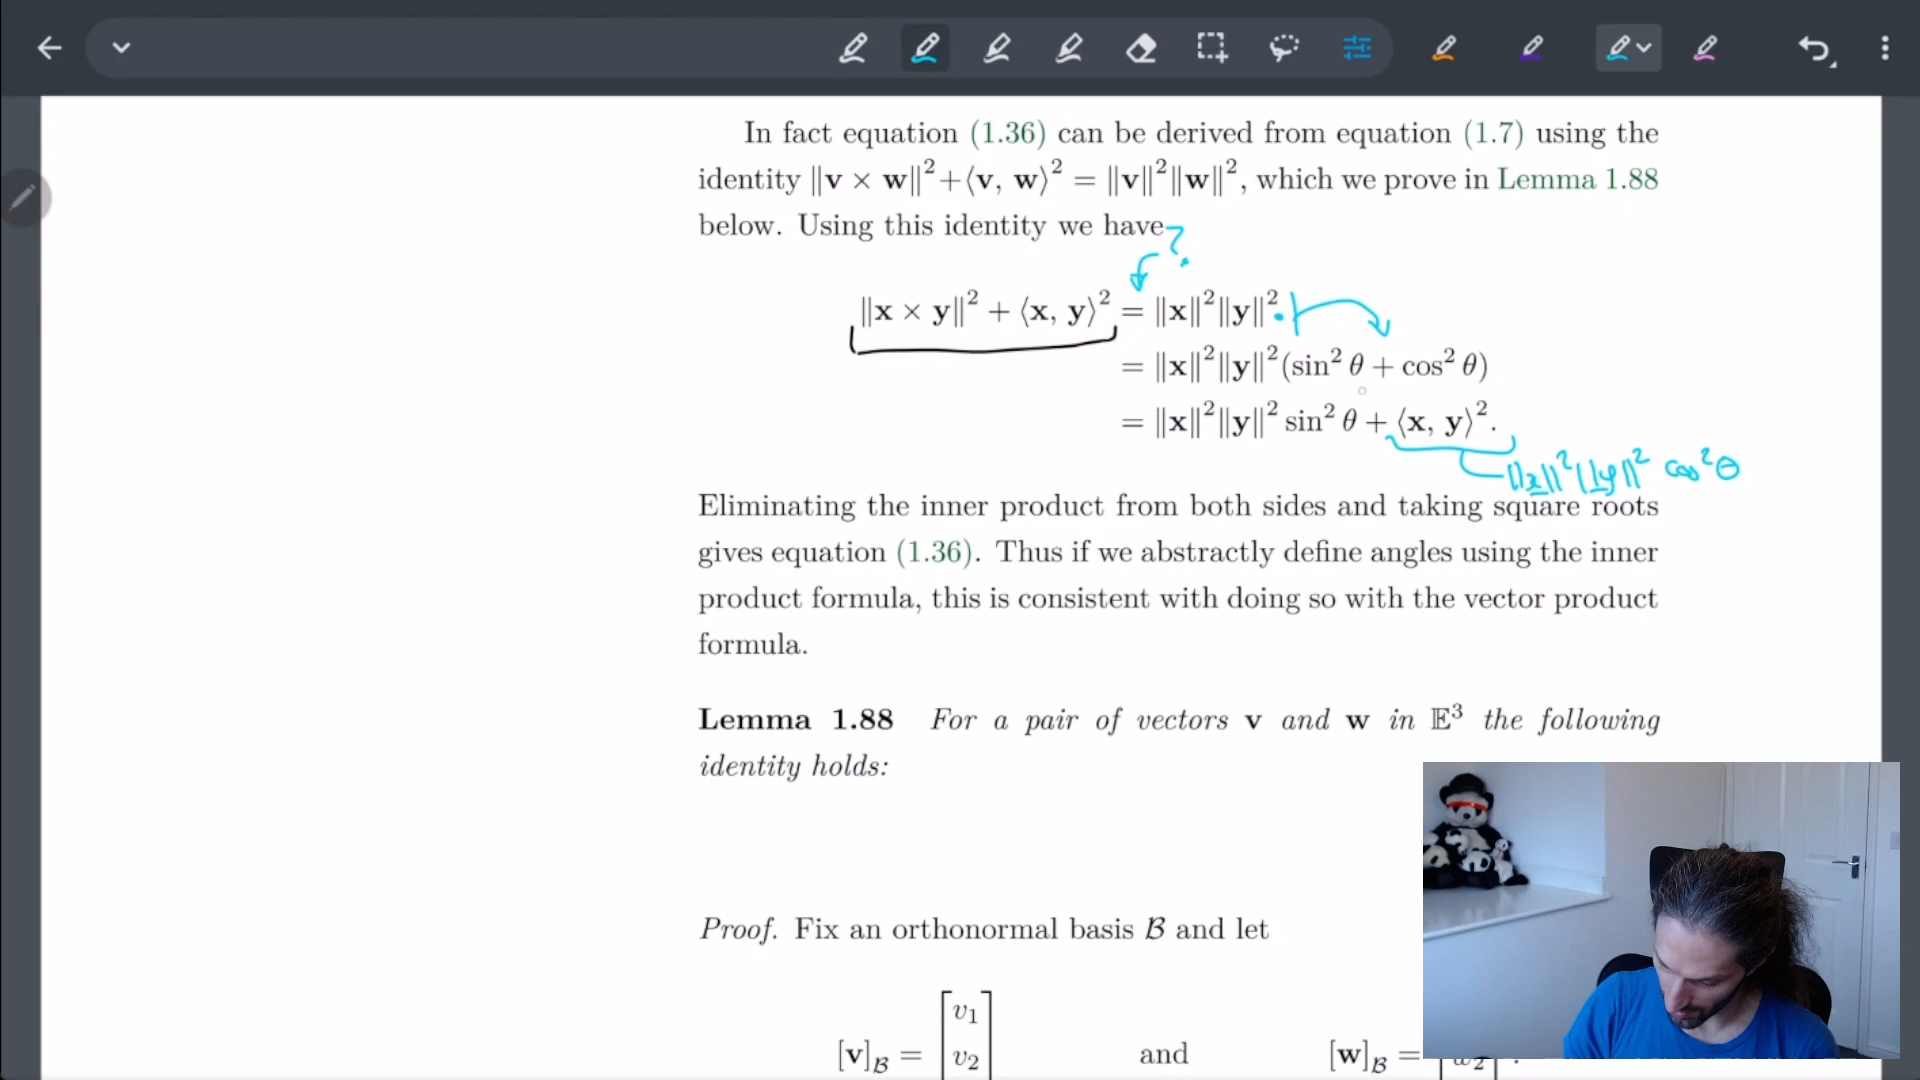 In fact equation (1.36) can be derived from equation (1.7) using the
identity ‖v × w‖² + ⟨v, w⟩² = ‖v‖²‖w‖², which we prove in Lemma 1.88
below. Using this identity we have
?
‖x × y‖² + ⟨x, y⟩² = ‖x‖²‖y‖².
= ‖x‖²‖y‖²(sin² θ + cos² θ)
= ‖x‖²‖y‖² sin² θ + ⟨x, y⟩².
‖x‖²‖y‖² cos²θ
Eliminating the inner product from both sides and taking square roots
gives equation (1.36). Thus if we abstractly define angles using the inner
product formula, this is consistent with doing so with the vector product
formula.
Lemma 1.88 For a pair of vectors v and w in 𝔼³ the following
identity holds:
Proof. Fix an orthonormal basis ℬ and let
v₁
[v]ℬ = v₂ and [w]ℬ =